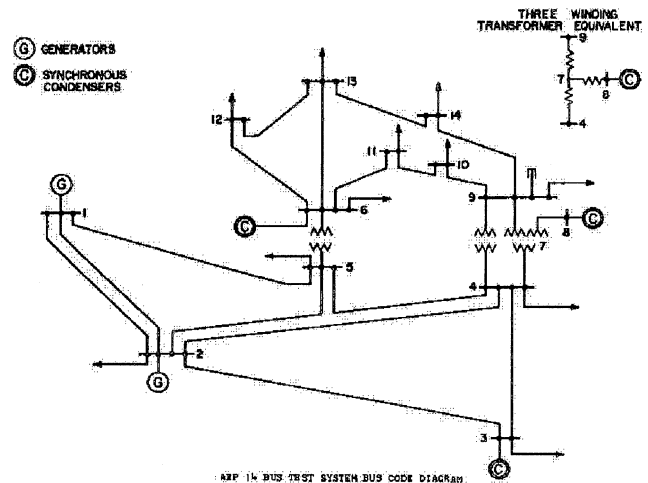 THREE WINDING
TRANSFORMER EQUIVALENT
G GENERATORS
C SYNCHRONOUS
CONDENSERS
9
7
8
C
4
13
14
12
11
10
9
G
1
C
6
8
C
7
5
4
2
G
3
C
AEP 14 BUS TEST SYSTEM BUS CODE DIAGRAM